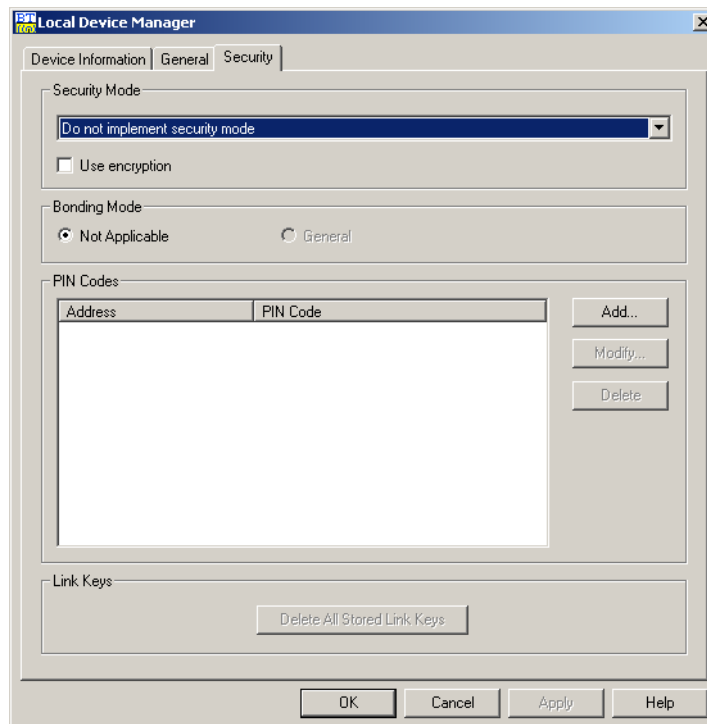 Local Device Manager
Device Information General Security
Security Mode
Do not implement security mode
Use encryption
Bonding Mode
Not Applicable General
PIN Codes
Address PIN Code Add...
Modify...
Delete
Link Keys
Delete All Stored Link Keys
OK Cancel Apply Help